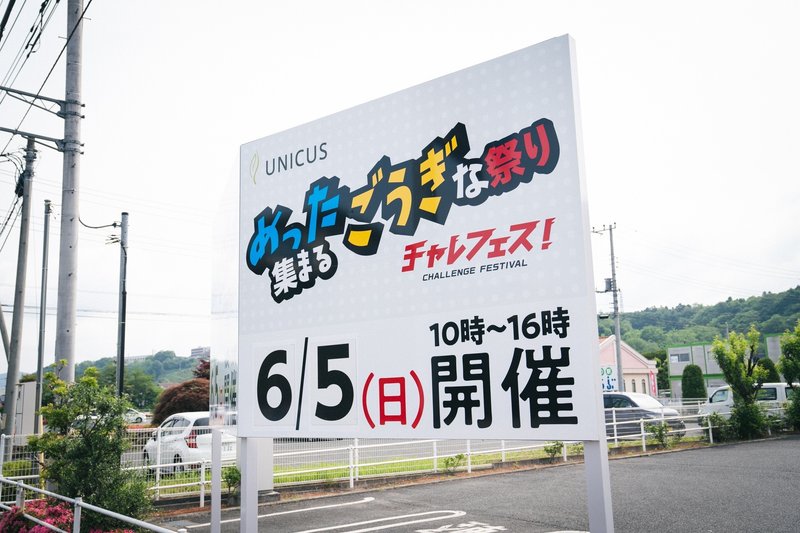 UNICUS
めった ごうぎな祭り
集まる
チャレフェス!
CHALLENGE FESTIVAL
10時〜16時
6/5(日)開催